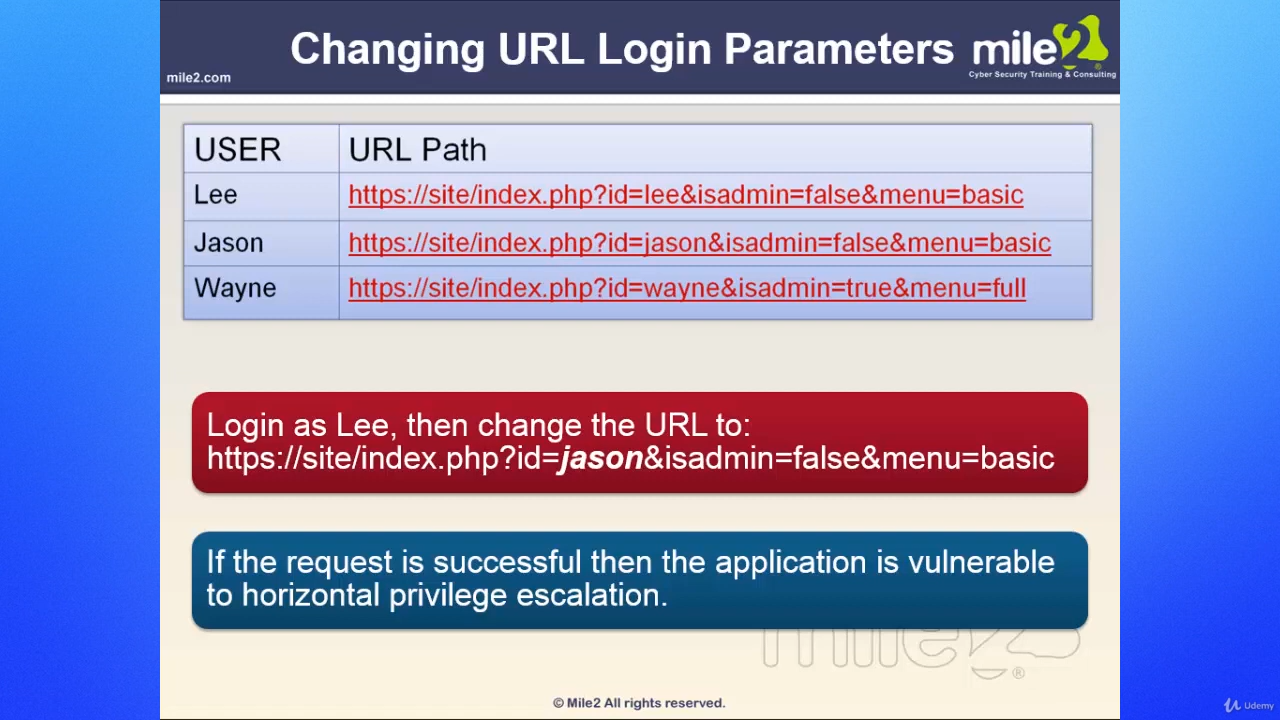 Changing URL Login Parameters
mile2
mile2.com
Cyber Security Training & Consulting
USER URL Path
Lee https://site/index.php?id=lee&isadmin=false&menu=basic
Jason https://site/index.php?id=jason&isadmin=false&menu=basic
Wayne https://site/index.php?id=wayne&isadmin=true&menu=full
Login as Lee, then change the URL to:
https://site/index.php?id=jason&isadmin=false&menu=basic
If the request is successful then the application is vulnerable
to horizontal privilege escalation.
mile2®
© Mile2 All rights reserved.
Udemy